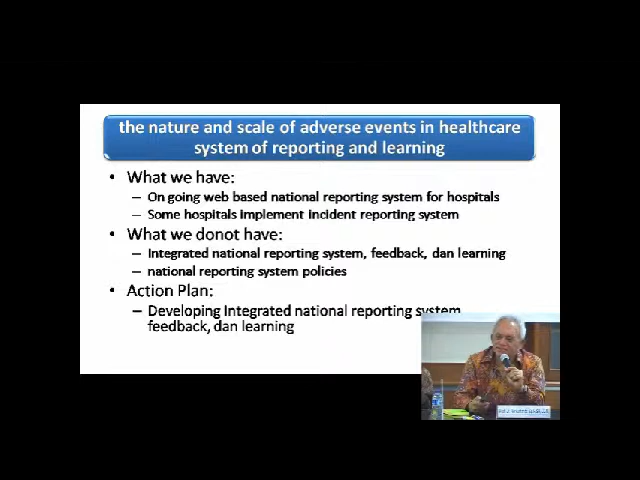 the nature and scale of adverse events in healthcare
system of reporting and learning
• What we have:
– On going web based national reporting system for hospitals
– Some hospitals implement incident reporting system
• What we donot have:
– Integrated national reporting system, feedback, dan learning
– national reporting system policies
• Action Plan:
– Developing Integrated national reporting system,
feedback, dan learning